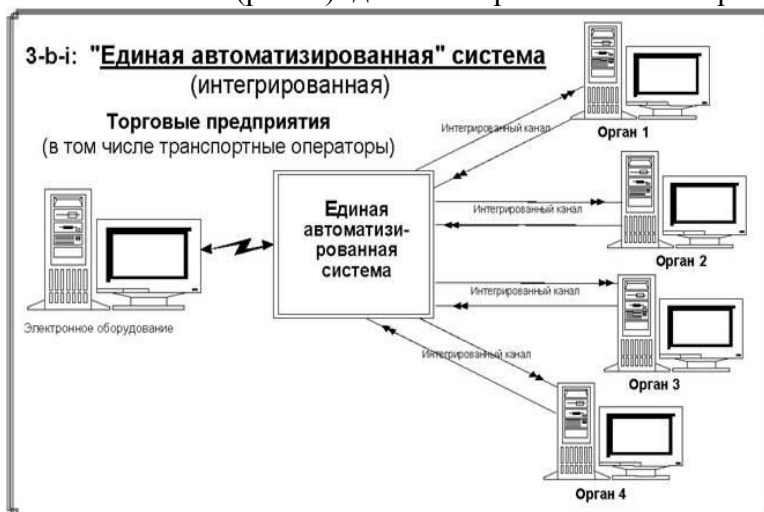 3-b-i: "Единая автоматизированная" система
(интегрированная)
Торговые предприятия
(в том числе транспортные операторы)
Электронное оборудование
Единая
автоматизи-
рованная
система
Интегрированный канал
Орган 1
Интегрированный канал
Орган 2
Интегрированный канал
Орган 3
Интегрированный канал
Орган 4